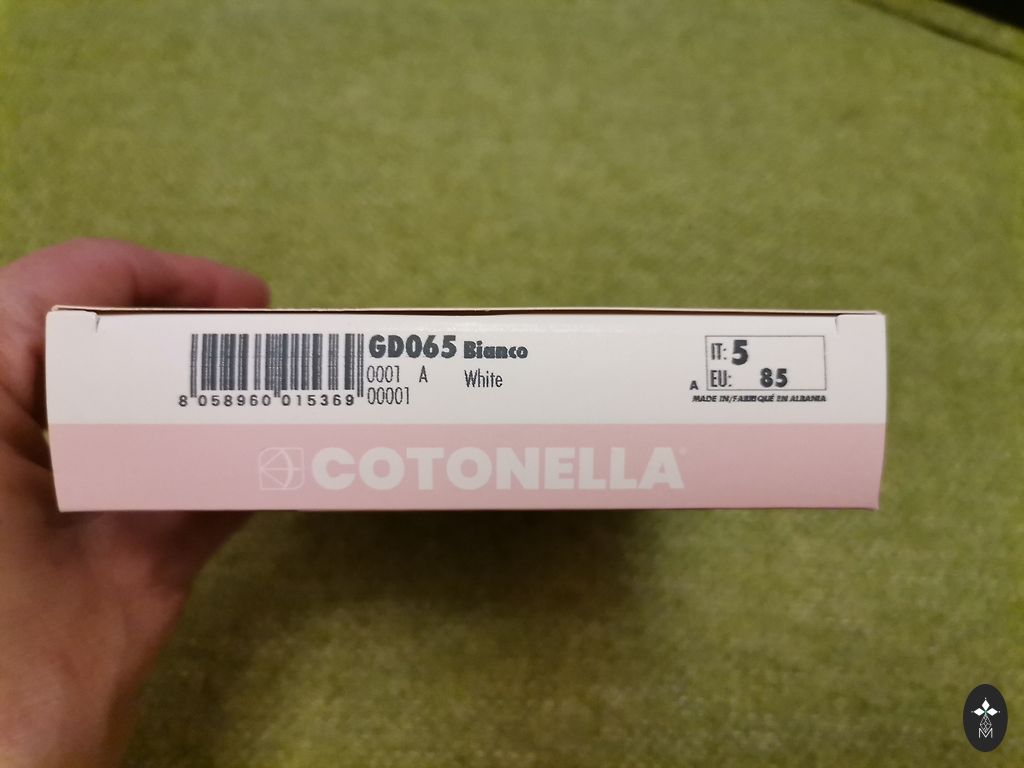 GD065 Bianco
0001 A White
00001
8 058960 015369
IT: 5
A EU: 85
MADE IN/FABRIQUÉ EN ALBANIA
COTONELLA
M